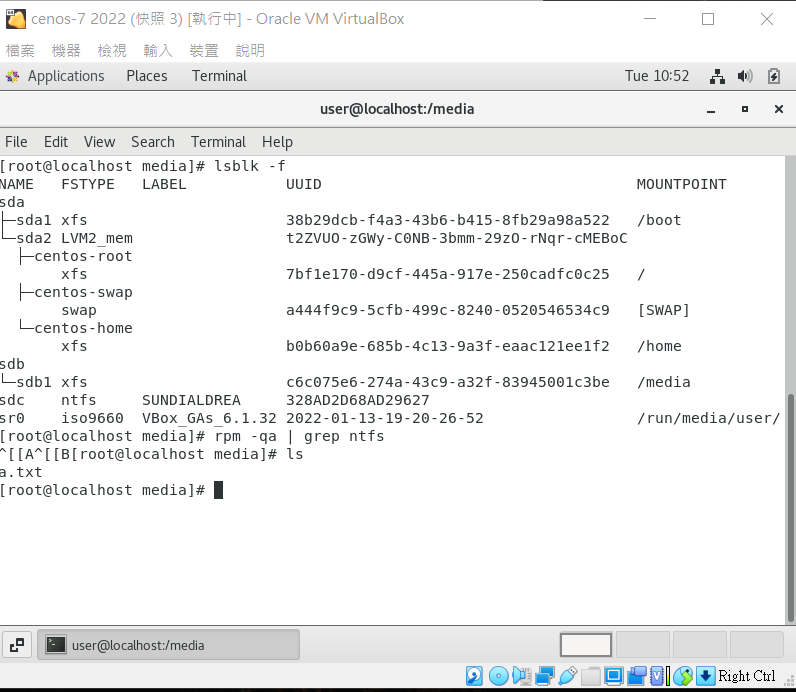 cenos-7 2022 (快照 3) [執行中] - Oracle VM VirtualBox
檔案 機器 檢視 輸入 裝置 說明
Applications Places Terminal Tue 10:52
user@localhost:/media
File Edit View Search Terminal Help
[root@localhost media]# lsblk -f
NAME FSTYPE LABEL UUID MOUNTPOINT
sda
├─sda1 xfs 38b29dcb-f4a3-43b6-b415-8fb29a98a522 /boot
└─sda2 LVM2_mem t2ZVUO-zGWy-C0NB-3bmm-29zO-rNqr-cMEBoC
├─centos-root
xfs 7bf1e170-d9cf-445a-917e-250cadfc0c25 /
├─centos-swap
swap a444f9c9-5cfb-499c-8240-0520546534c9 [SWAP]
└─centos-home
xfs b0b60a9e-685b-4c13-9a3f-eaac121ee1f2 /home
sdb
└─sdb1 xfs c6c075e6-274a-43c9-a32f-83945001c3be /media
sdc ntfs SUNDIALDREA 328AD2D68AD29627
sr0 iso9660 VBox_GAs_6.1.32 2022-01-13-19-20-26-52 /run/media/user/
[root@localhost media]# rpm -qa | grep ntfs
^[[A^[[B[root@localhost media]# ls
a.txt
[root@localhost media]#
user@localhost:/media
Right Ctrl